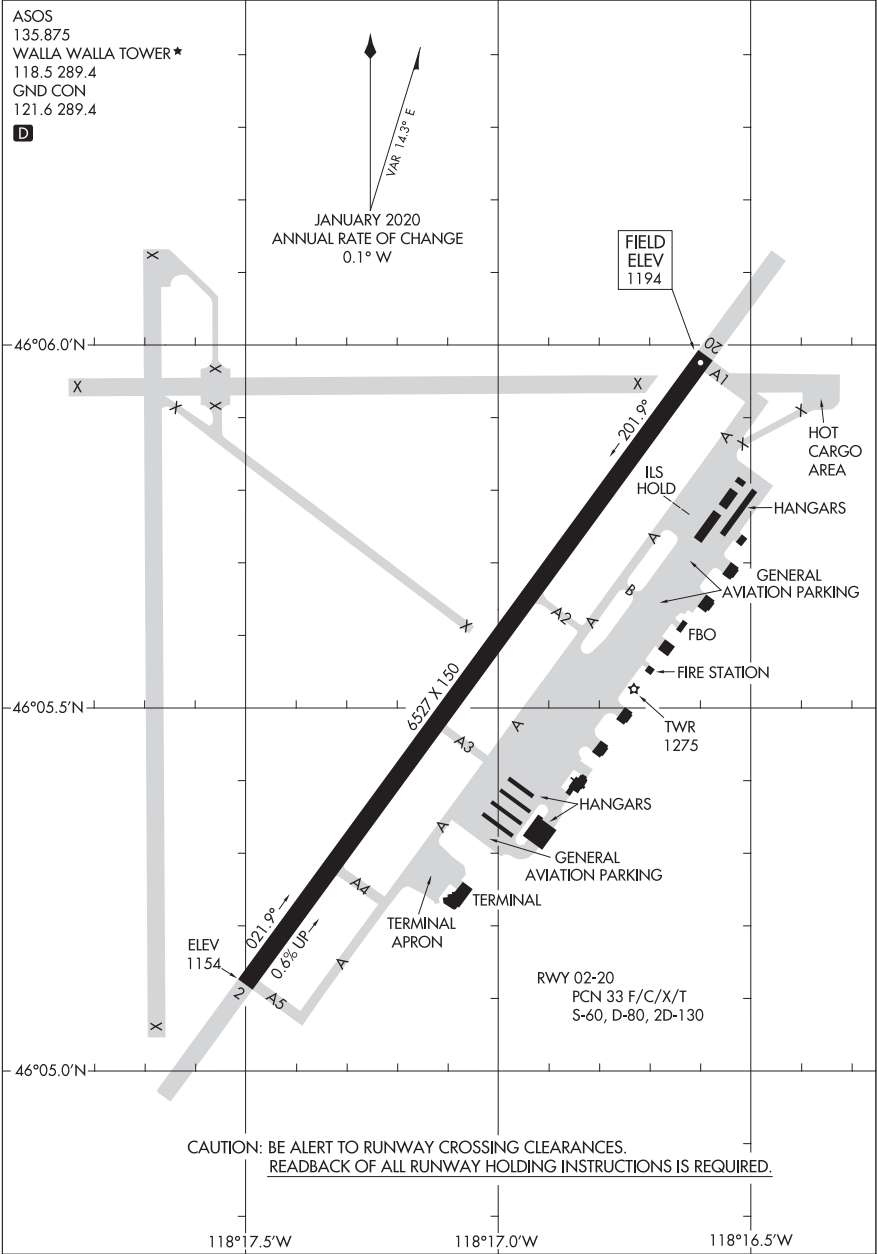 ASOS
135.875
WALLA WALLA TOWER★
118.5 289.4
GND CON
121.6 289.4
D
VAR 14.3° E
JANUARY 2020
ANNUAL RATE OF CHANGE
0.1° W
FIELD
ELEV
1194
X
46°06.0'N
20
A1
X
X
X
X
X
X
X
A
X
201.9°
HOT
CARGO
AREA
ILS
HOLD
HANGARS
A
GENERAL
AVIATION PARKING
B
A2
A
X
FBO
FIRE STATION
6527 X 150
46°05.5'N
A
TWR
1275
A3
HANGARS
A
GENERAL
AVIATION PARKING
A4
TERMINAL
TERMINAL
APRON
021.9°
0.6% UP
ELEV
1154
A
2
A5
RWY 02-20
PCN 33 F/C/X/T
S-60, D-80, 2D-130
X
46°05.0'N
CAUTION: BE ALERT TO RUNWAY CROSSING CLEARANCES.
READBACK OF ALL RUNWAY HOLDING INSTRUCTIONS IS REQUIRED.
118°17.5'W
118°17.0'W
118°16.5'W